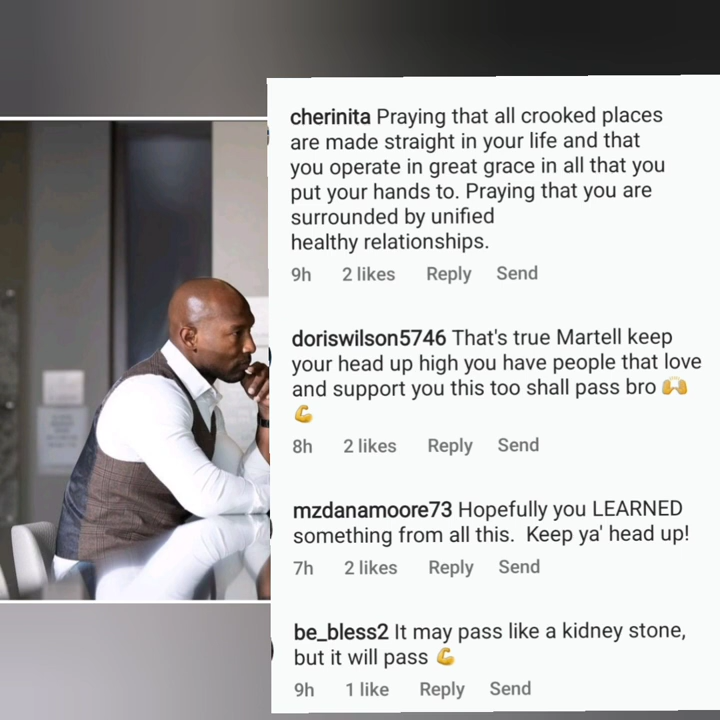 cherinita Praying that all crooked places
are made straight in your life and that
you operate in great grace in all that you
put your hands to. Praying that you are
surrounded by unified
healthy relationships.
9h 2 likes Reply Send
doriswilson5746 That's true Martell keep
your head up high you have people that love
and support you this too shall pass bro 🙌
💪
8h 2 likes Reply Send
mzdanamoore73 Hopefully you LEARNED
something from all this. Keep ya' head up!
7h 2 likes Reply Send
be_bless2 It may pass like a kidney stone,
but it will pass 💪
9h 1 like Reply Send